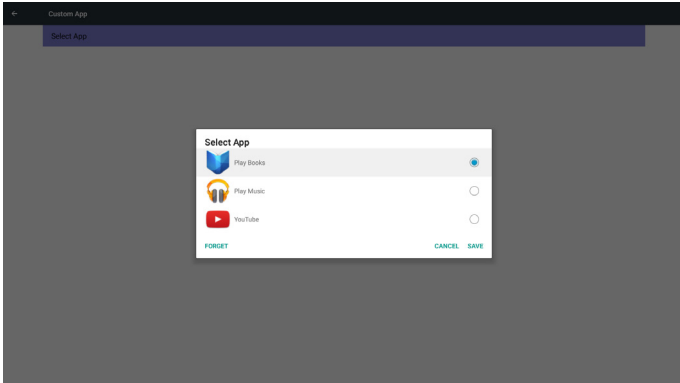 Custom App
Select App
Select App
Play Books
Play Music
YouTube
FORGET CANCEL SAVE